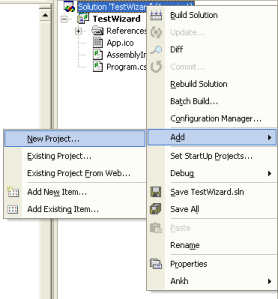 Solution 'TestWizard'
TestWizard
References
App.ico
AssemblyIn
Program.cs
Build Solution
Update...
Diff
Commit...
Rebuild Solution
Batch Build...
Configuration Manager...
Add
Set StartUp Projects...
Debug
Save TestWizard.sln
Save All
Paste
Rename
Properties
Ankh
New Project...
Existing Project...
Existing Project From Web...
Add New Item...
Add Existing Item...